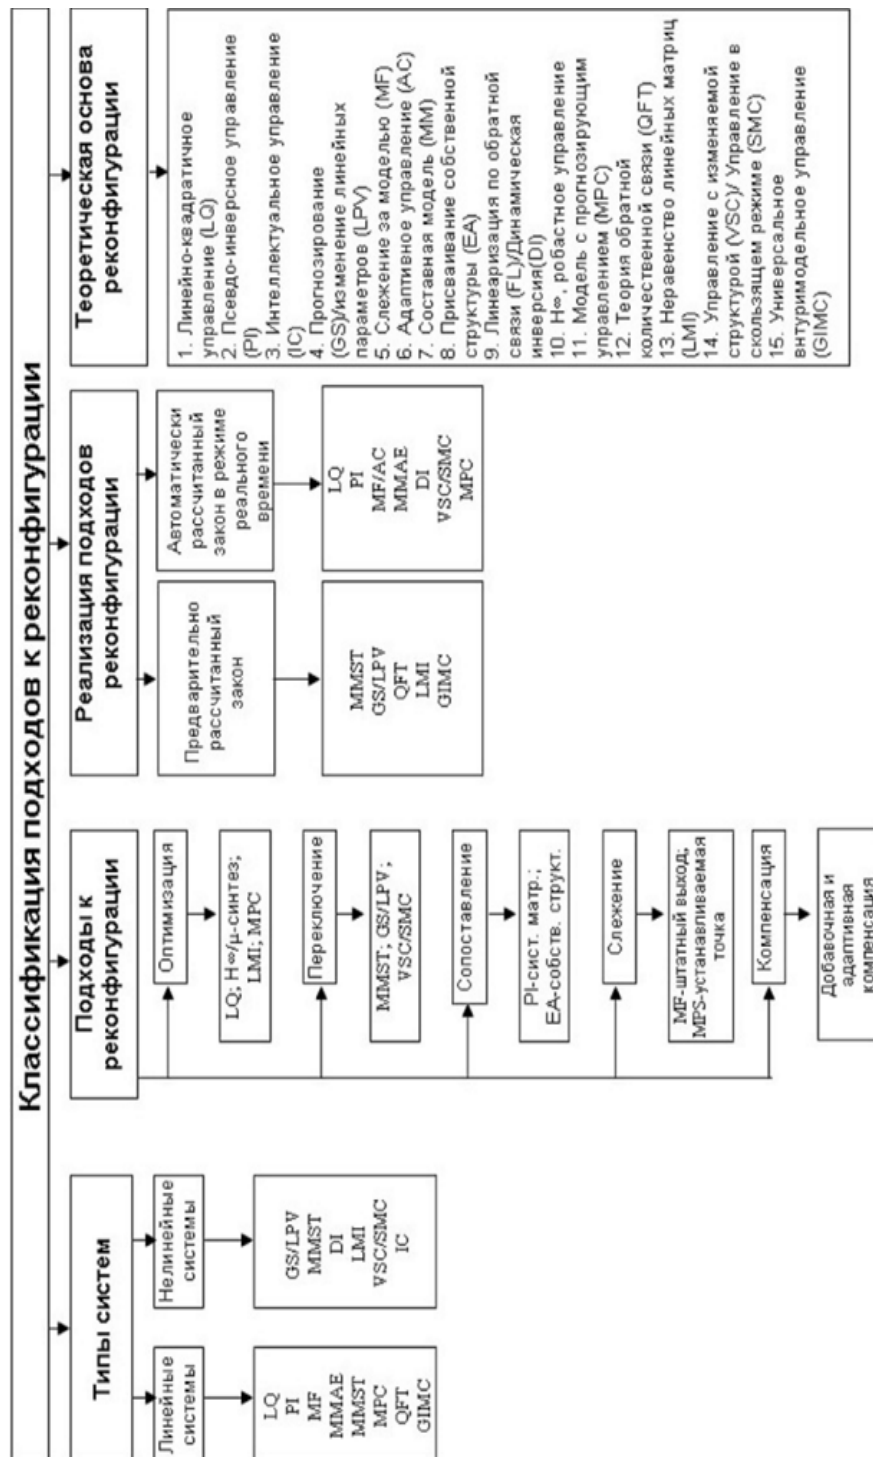 Классификация подходов к реконфигурации
Типы систем
Линейные
системы
LQ
PI
MF
MMAE
MMST
MPC
QFT
GIMC
Нелинейные
системы
GS/LPV
MMST
DI
LMI
VSC/SMC
IC
Подходы к
реконфигурации
Оптимизация
LQ; H∞/μ-синтез;
LMI; MPC
Переключение
MMST; GS/LPV;
VSC/SMC
Сопоставление
PI-сист. матр.;
EA-собств. структ.
Слежение
MF-штатный выход;
MPS-устанавливаемая
точка
Компенсация
Добавочная и
адаптивная
компенсация
Реализация подходов
реконфигурации
Предварительно
рассчитанный
закон
MMST
GS/LPV
QFT
LMI
GIMC
Автоматически
рассчитанный
закон в режиме
реального
времени
LQ
PI
MF/AC
MMAE
DI
VSC/SMC
MPC
Теоретическая основа
реконфигурации
1. Линейно-квадратичное
управление (LQ)
2. Псевдо-инверсное управление
(PI)
3. Интеллектуальное управление
(IC)
4. Прогнозирование
(GS)/изменение линейных
параметров (LPV)
5. Слежение за моделью (MF)
6. Адаптивное управление (AC)
7. Составная модель (MM)
8. Присваивание собственной
структуры (EA)
9. Линеаризация по обратной
связи (FL)/Динамическая
инверсия(DI)
10. H∞, робастное управление
11. Модель с прогнозирующим
управлением (MPC)
12. Теория обратной
количественной связи (QFT)
13. Неравенство линейных матриц
(LMI)
14. Управление с изменяемой
структурой (VSC)/ Управление в
скользящем режиме (SMC)
15. Универсальное
внтуримодельное управление
(GIMC)